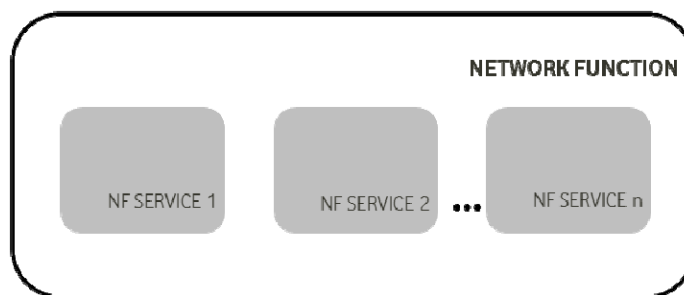 NETWORK FUNCTION
NF SERVICE 1
NF SERVICE 2
...
NF SERVICE n